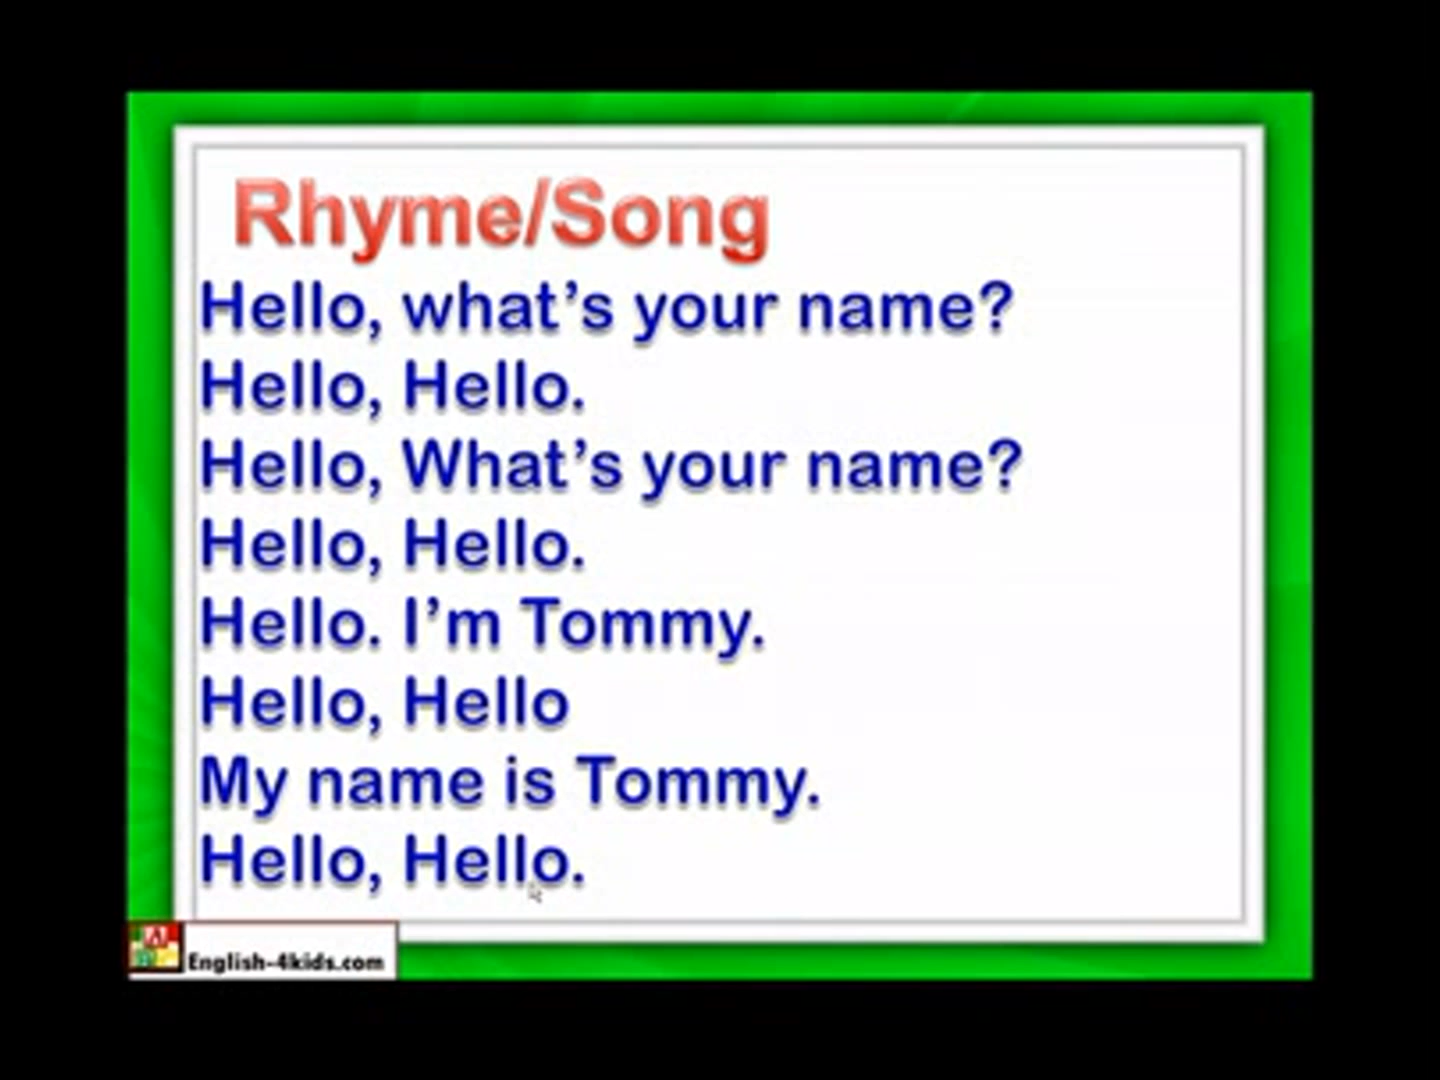 Rhyme/Song
Hello, what’s your name?
Hello, Hello.
Hello, What’s your name?
Hello, Hello.
Hello. I’m Tommy.
Hello, Hello
My name is Tommy.
Hello, Hello.
English-4kids.com